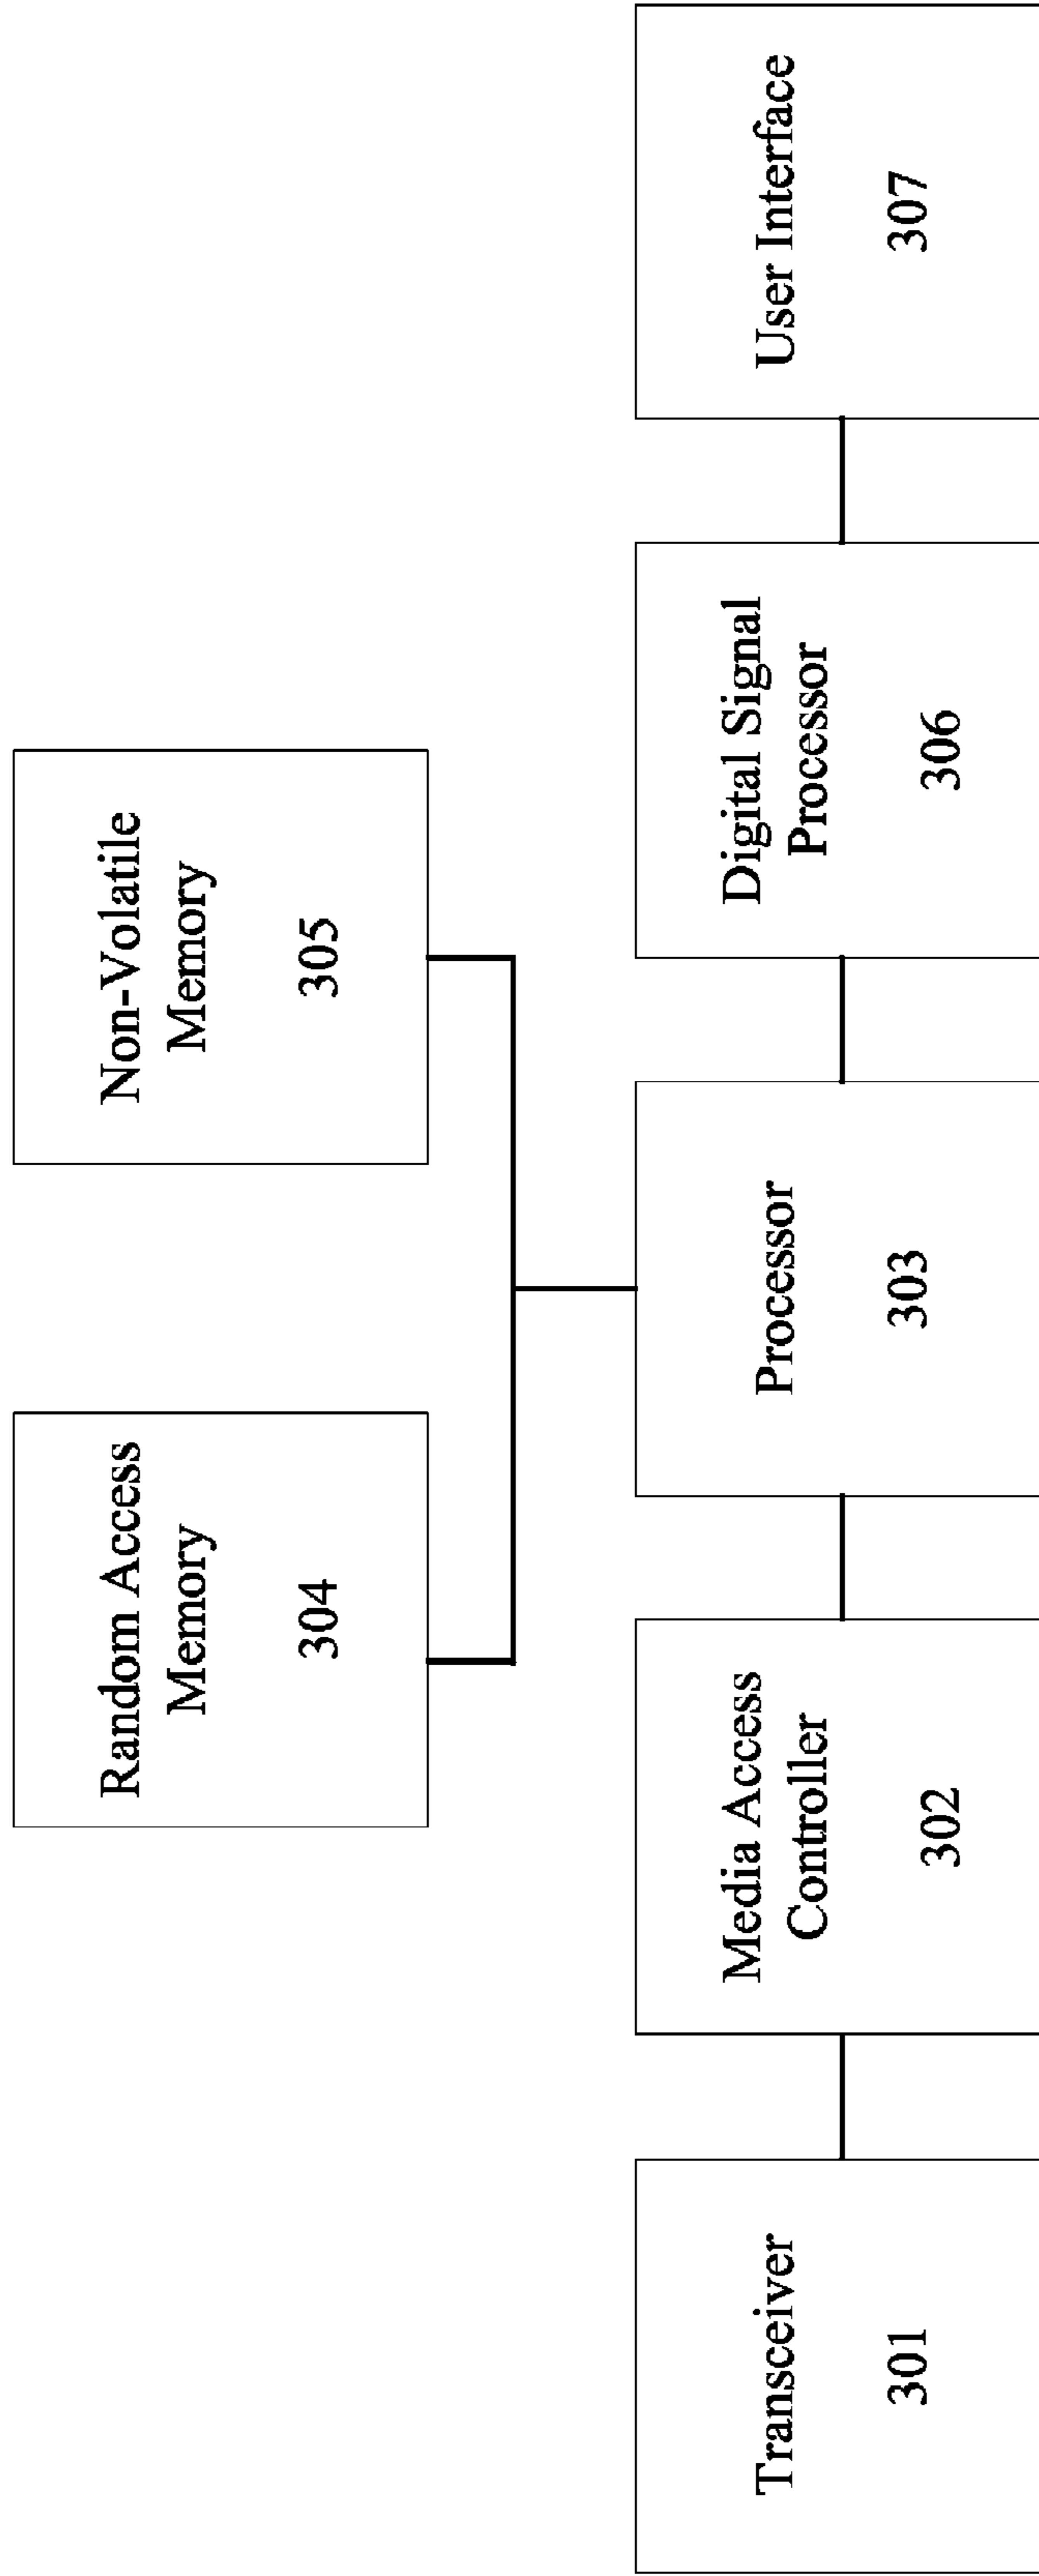 Random Access
Memory
304
Non-Volatile
Memory
305
Transceiver
301
Media Access
Controller
302
Processor
303
Digital Signal
Processor
306
User Interface
307